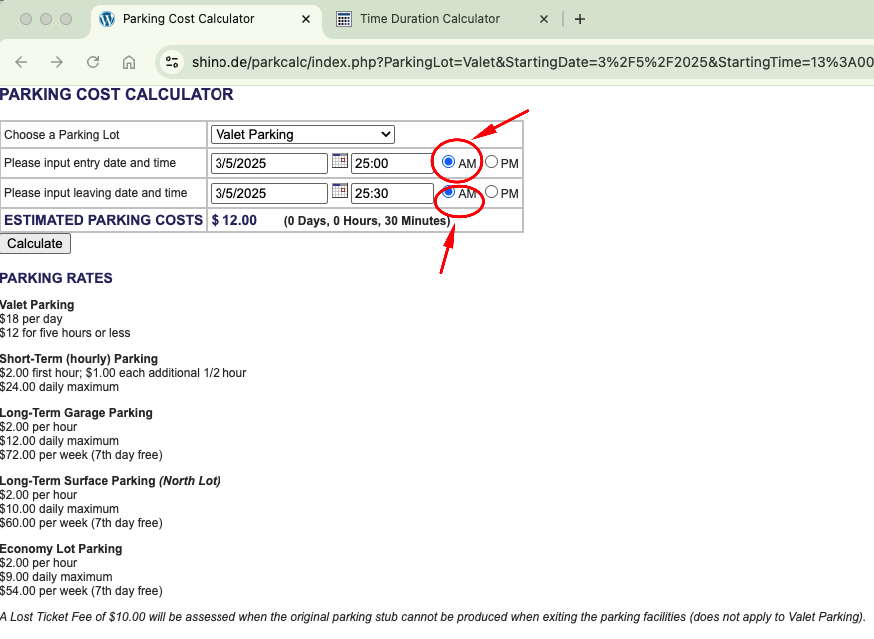 Parking Cost Calculator
Time Duration Calculator
shino.de/parkcalc/index.php?ParkingLot=Valet&StartingDate=3%2F5%2F2025&StartingTime=13%3A00
PARKING COST CALCULATOR
Choose a Parking Lot Valet Parking
Please input entry date and time 3/5/2025 25:00 AM PM
Please input leaving date and time 3/5/2025 25:30 AM PM
ESTIMATED PARKING COSTS $ 12.00 (0 Days, 0 Hours, 30 Minutes)
Calculate
PARKING RATES
Valet Parking
$18 per day
$12 for five hours or less
Short-Term (hourly) Parking
$2.00 first hour; $1.00 each additional 1/2 hour
$24.00 daily maximum
Long-Term Garage Parking
$2.00 per hour
$12.00 daily maximum
$72.00 per week (7th day free)
Long-Term Surface Parking (North Lot)
$2.00 per hour
$10.00 daily maximum
$60.00 per week (7th day free)
Economy Lot Parking
$2.00 per hour
$9.00 daily maximum
$54.00 per week (7th day free)
A Lost Ticket Fee of $10.00 will be assessed when the original parking stub cannot be produced when exiting the parking facilities (does not apply to Valet Parking).